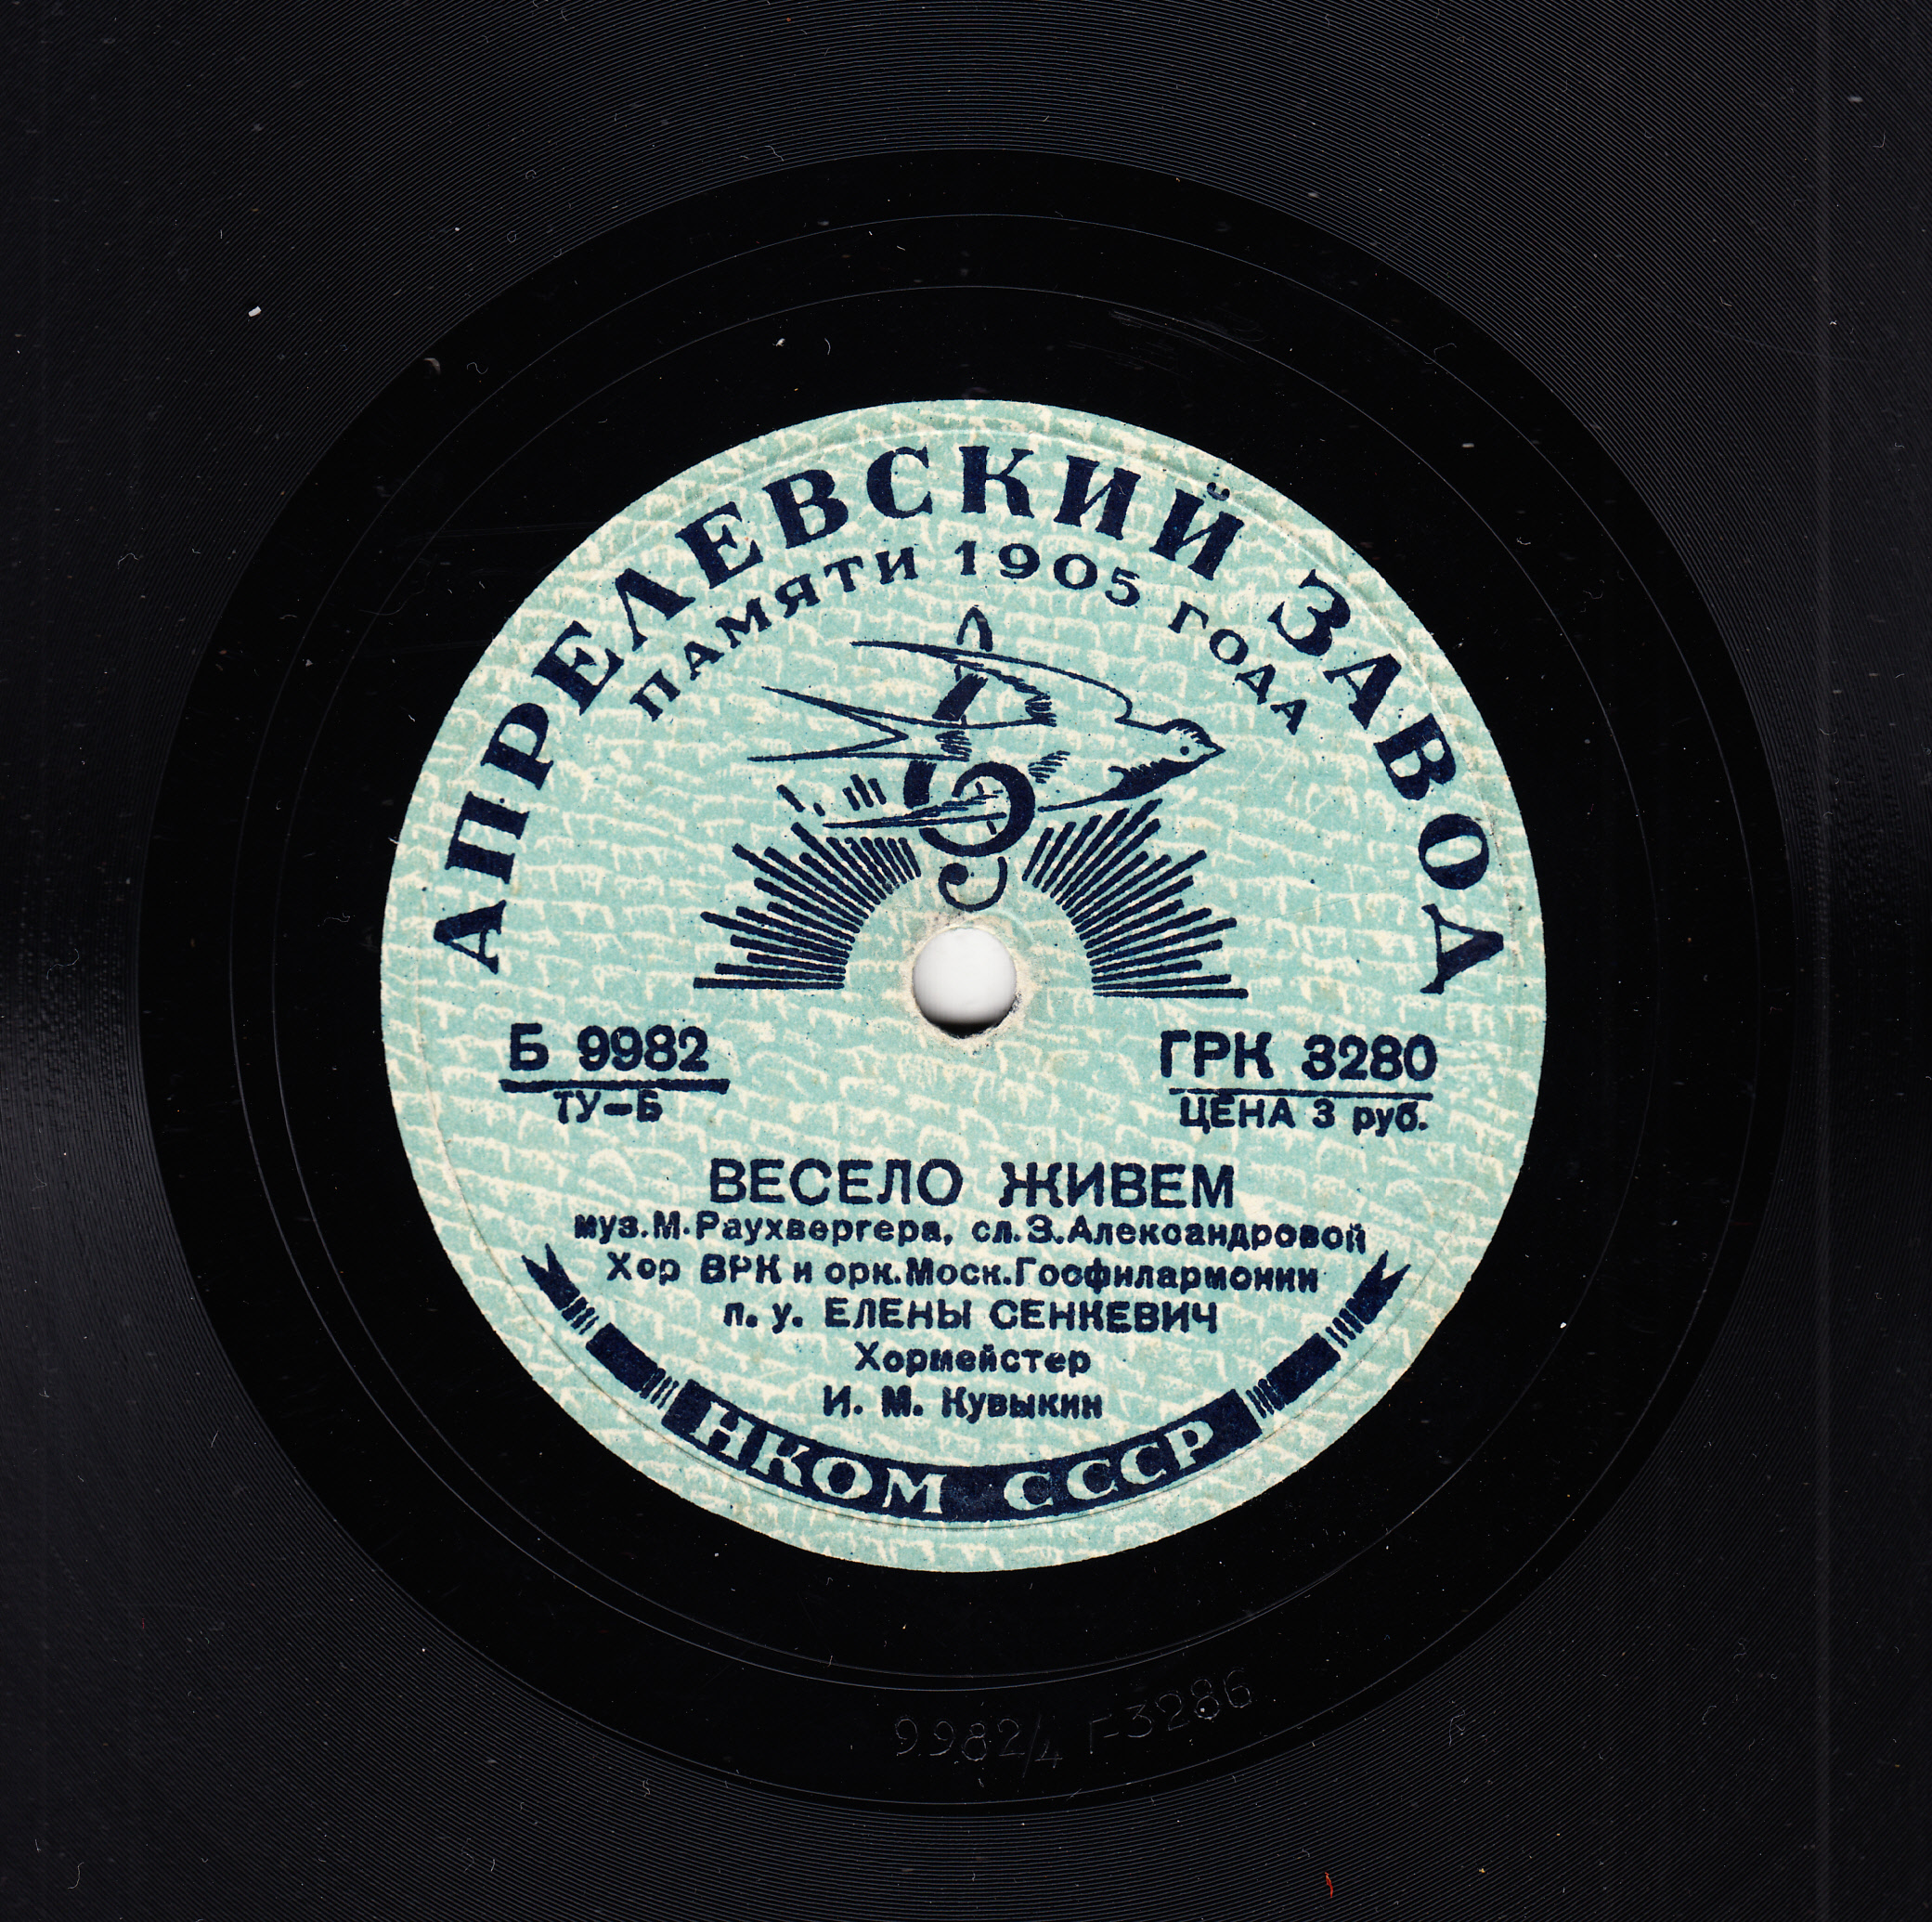 АПРЕЛЕВСКИЙ ЗАВОД
ПАМЯТИ 1905 ГОДА
Б 9982
ТУ-Б
ГРК 3280
ЦЕНА 3 руб.
ВЕСЕЛО ЖИВЕМ
муз.М.Раухвергера, сл.З.Александровой
Хор ВРК и орк.Моск.Госфилармонии
п. у. ЕЛЕНЫ СЕНКЕВИЧ
Хормейстер
И. М. Кувыкин
НКОМ СССР
9982/4 Г-3286